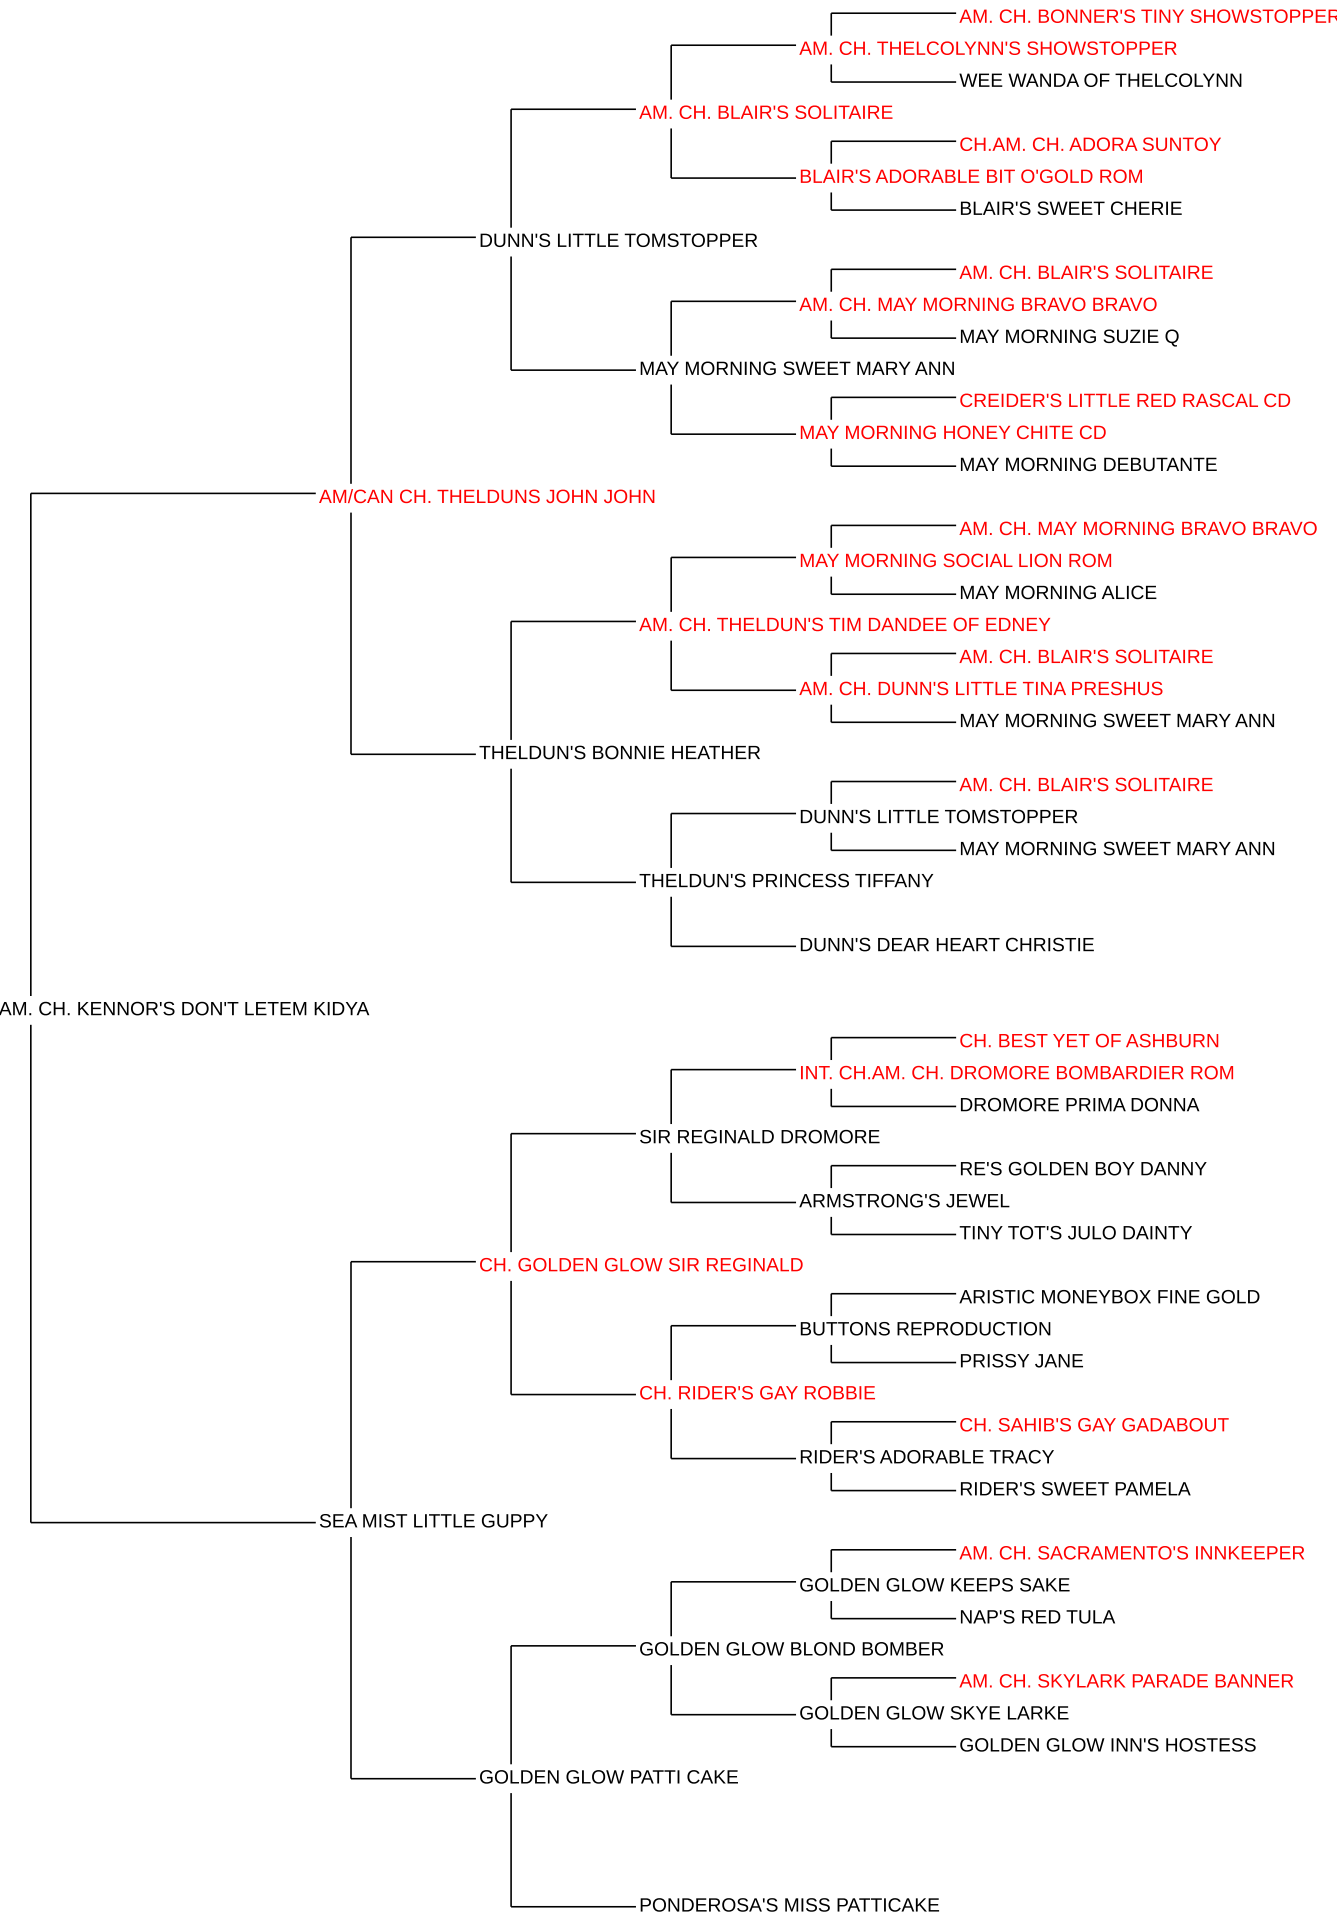 AM. CH. BONNER'S TINY SHOWSTOPPER
AM. CH. THELCOLYNN'S SHOWSTOPPER
WEE WANDA OF THELCOLYNN
AM. CH. BLAIR'S SOLITAIRE
CH.AM. CH. ADORA SUNTOY
BLAIR'S ADORABLE BIT O'GOLD ROM
BLAIR'S SWEET CHERIE
DUNN'S LITTLE TOMSTOPPER
AM. CH. BLAIR'S SOLITAIRE
AM. CH. MAY MORNING BRAVO BRAVO
MAY MORNING SUZIE Q
MAY MORNING SWEET MARY ANN
CREIDER'S LITTLE RED RASCAL CD
MAY MORNING HONEY CHITE CD
MAY MORNING DEBUTANTE
AM/CAN CH. THELDUNS JOHN JOHN
AM. CH. MAY MORNING BRAVO BRAVO
MAY MORNING SOCIAL LION ROM
MAY MORNING ALICE
AM. CH. THELDUN'S TIM DANDEE OF EDNEY
AM. CH. BLAIR'S SOLITAIRE
AM. CH. DUNN'S LITTLE TINA PRESHUS
MAY MORNING SWEET MARY ANN
THELDUN'S BONNIE HEATHER
AM. CH. BLAIR'S SOLITAIRE
DUNN'S LITTLE TOMSTOPPER
MAY MORNING SWEET MARY ANN
THELDUN'S PRINCESS TIFFANY
DUNN'S DEAR HEART CHRISTIE
AM. CH. KENNOR'S DON'T LETEM KIDYA
CH. BEST YET OF ASHBURN
INT. CH.AM. CH. DROMORE BOMBARDIER ROM
DROMORE PRIMA DONNA
SIR REGINALD DROMORE
RE'S GOLDEN BOY DANNY
ARMSTRONG'S JEWEL
TINY TOT'S JULO DAINTY
CH. GOLDEN GLOW SIR REGINALD
ARISTIC MONEYBOX FINE GOLD
BUTTONS REPRODUCTION
PRISSY JANE
CH. RIDER'S GAY ROBBIE
CH. SAHIB'S GAY GADABOUT
RIDER'S ADORABLE TRACY
RIDER'S SWEET PAMELA
SEA MIST LITTLE GUPPY
AM. CH. SACRAMENTO'S INNKEEPER
GOLDEN GLOW KEEPS SAKE
NAP'S RED TULA
GOLDEN GLOW BLOND BOMBER
AM. CH. SKYLARK PARADE BANNER
GOLDEN GLOW SKYE LARKE
GOLDEN GLOW INN'S HOSTESS
GOLDEN GLOW PATTI CAKE
PONDEROSA'S MISS PATTICAKE